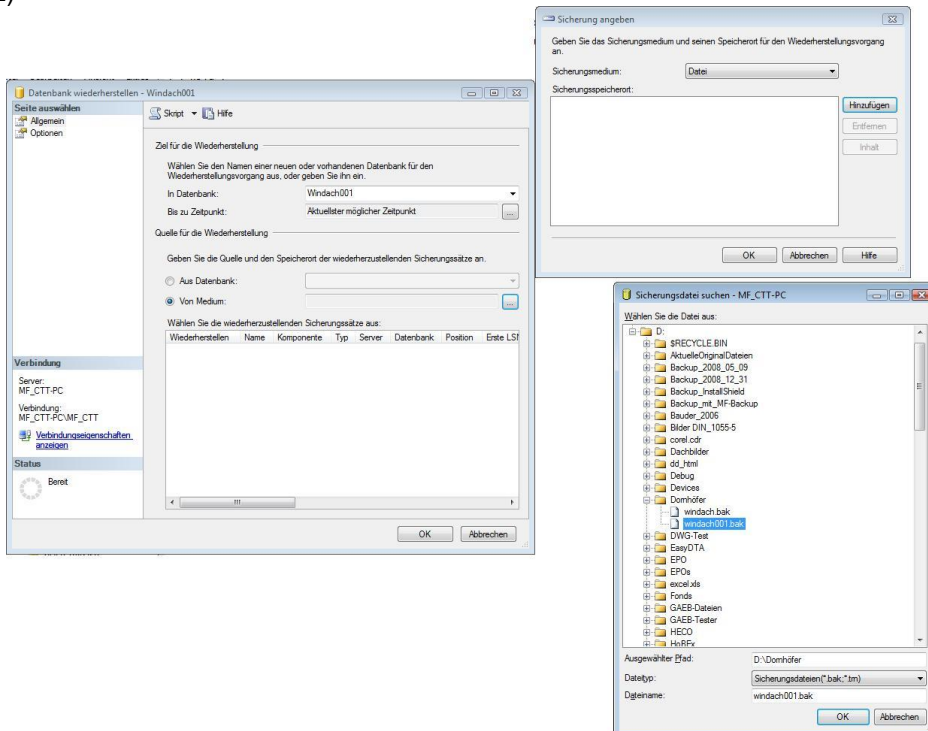 Sicherung angeben
Geben Sie das Sicherungsmedium und seinen Speicherort für den Wiederherstellungsvorgang
an.
Sicherungsmedium:
Datei
Sicherungsspeicherort:
Hinzufügen
Entfernen
Inhalt
OK
Abbrechen
Hilfe
Datenbank wiederherstellen - Windach001
Seite auswählen
Allgemein
Optionen
Skript
Hilfe
Ziel für die Wiederherstellung
Wählen Sie den Namen einer neuen oder vorhandenen Datenbank für den
Wiederherstellungsvorgang aus, oder geben Sie ihn ein.
In Datenbank:
Windach001
Bis zu Zeitpunkt:
Aktuellster möglicher Zeitpunkt
...
Quelle für die Wiederherstellung
Geben Sie die Quelle und den Speicherort der wiederherzustellenden Sicherungssätze an.
Aus Datenbank:
Von Medium:
...
Wählen Sie die wiederherzustellenden Sicherungssätze aus:
Wiederherstellen Name Komponente Typ Server Datenbank Position Erste LSN
Verbindung
Server:
MF_CTT-PC
Verbindung:
MF_CTT-PC\MF_CTT
Verbindungseigenschaften
anzeigen
Status
Bereit
OK
Abbrechen
Sicherungsdatei suchen - MF_CTT-PC
Wählen Sie die Datei aus:
D:
$RECYCLE.BIN
AktuelleOriginalDateien
Backup_2008_05_09
Backup_2008_12_31
Backup_InstallShield
Backup_mit_MF-Backup
Bauder_2006
Bilder DIN_1055-5
corel.cdr
Dachbilder
dd_html
Debug
Devices
Domhöfer
windach.bak
windach001.bak
DWG-Test
EasyDTA
EPO
EPOs
excel.xls
Fonds
GAEB-Dateien
GAEB-Tester
HECO
HoBEx
Ausgewählter Pfad:
D:\Domhöfer
Dateityp:
Sicherungsdateien(*.bak;*.trn)
Dateiname:
windach001.bak
OK
Abbrechen